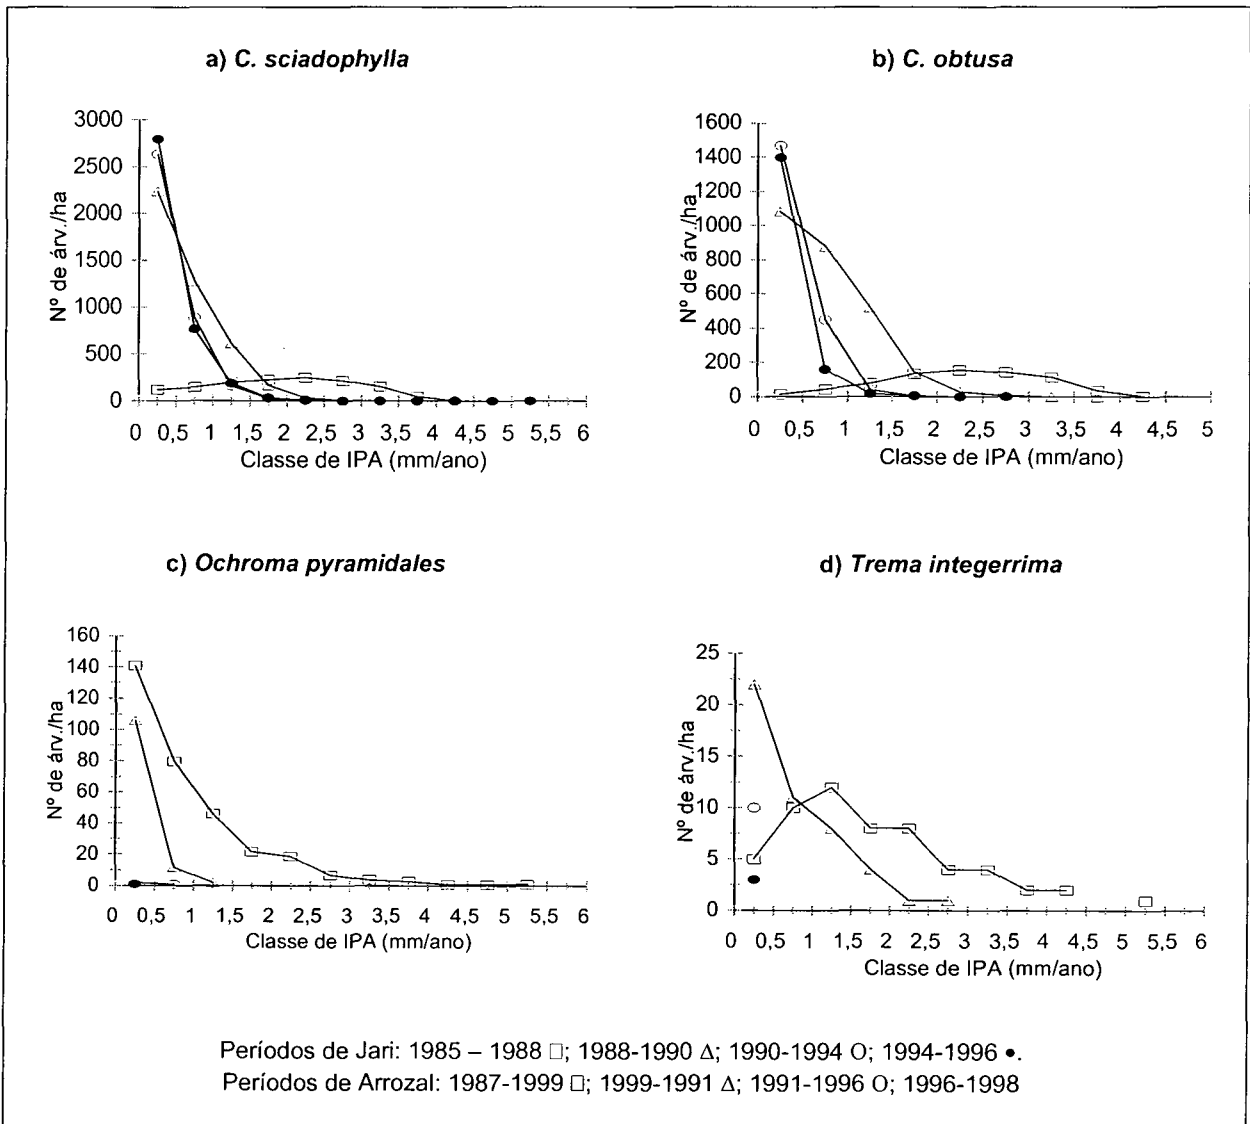 a) C. sciadophylla
b) C. obtusa
3000
2500
2000
1500
1000
500
0
Nº de árv./ha
0 0,5 1 1,5 2 2,5 3 3,5 4 4,5 5 5,5 6
Classe de IPA (mm/ano)
1600
1400
1200
1000
800
600
400
200
0
Nº de árv./ha
0 0,5 1 1,5 2 2,5 3 3,5 4 4,5 5
Classe de IPA (mm/ano)
c) Ochroma pyramidales
d) Trema integerrima
160
140
120
100
80
60
40
20
0
Nº de árv./ha
0 0,5 1 1,5 2 2,5 3 3,5 4 4,5 5 5,5 6
Classe de IPA (mm/ano)
25
20
15
10
5
0
Nº de árv./ha
0 0,5 1 1,5 2 2,5 3 3,5 4 4,5 5 5,5 6
Classe de IPA (mm/ano)
Períodos de Jari: 1985 – 1988 □; 1988-1990 Δ; 1990-1994 O; 1994-1996 •.
Períodos de Arrozal: 1987-1999 □; 1999-1991 Δ; 1991-1996 O; 1996-1998